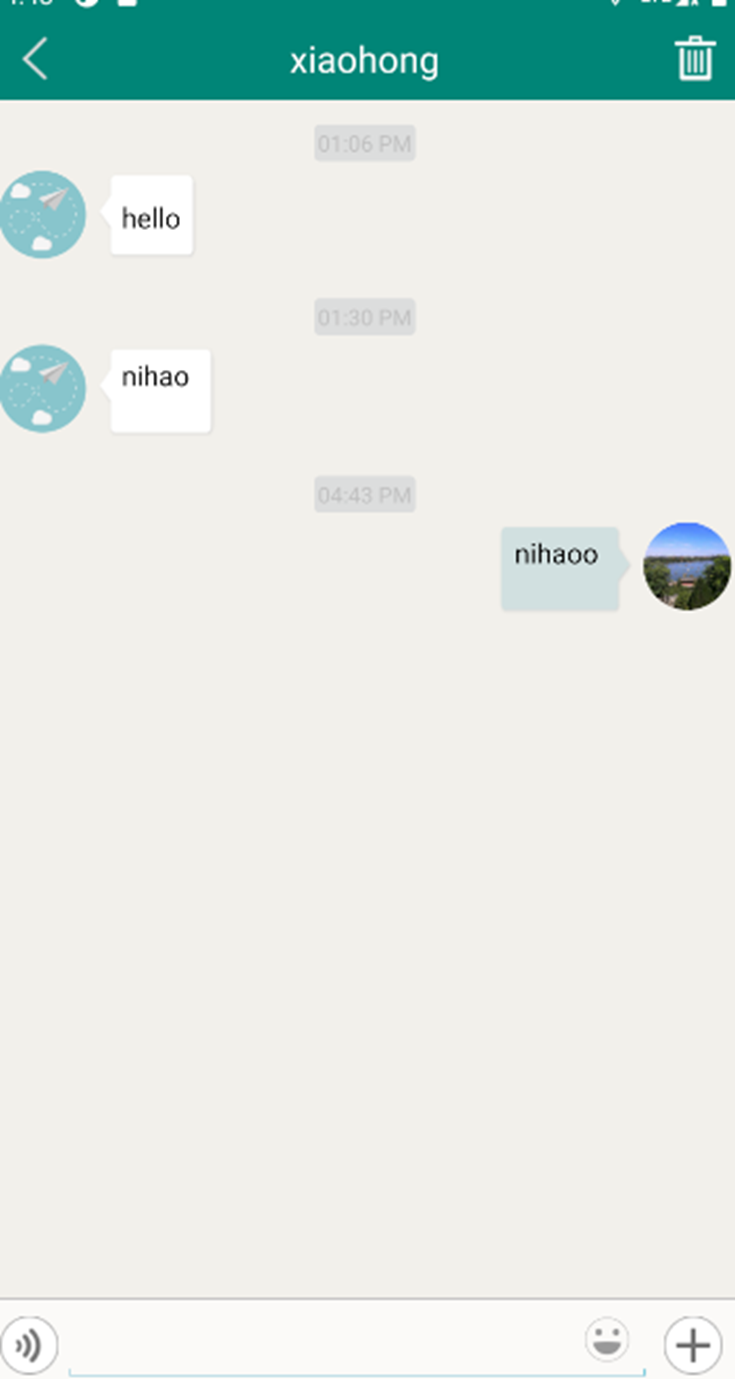 xiaohong
01:06 PM
hello
01:30 PM
nihao
04:43 PM
nihaoo